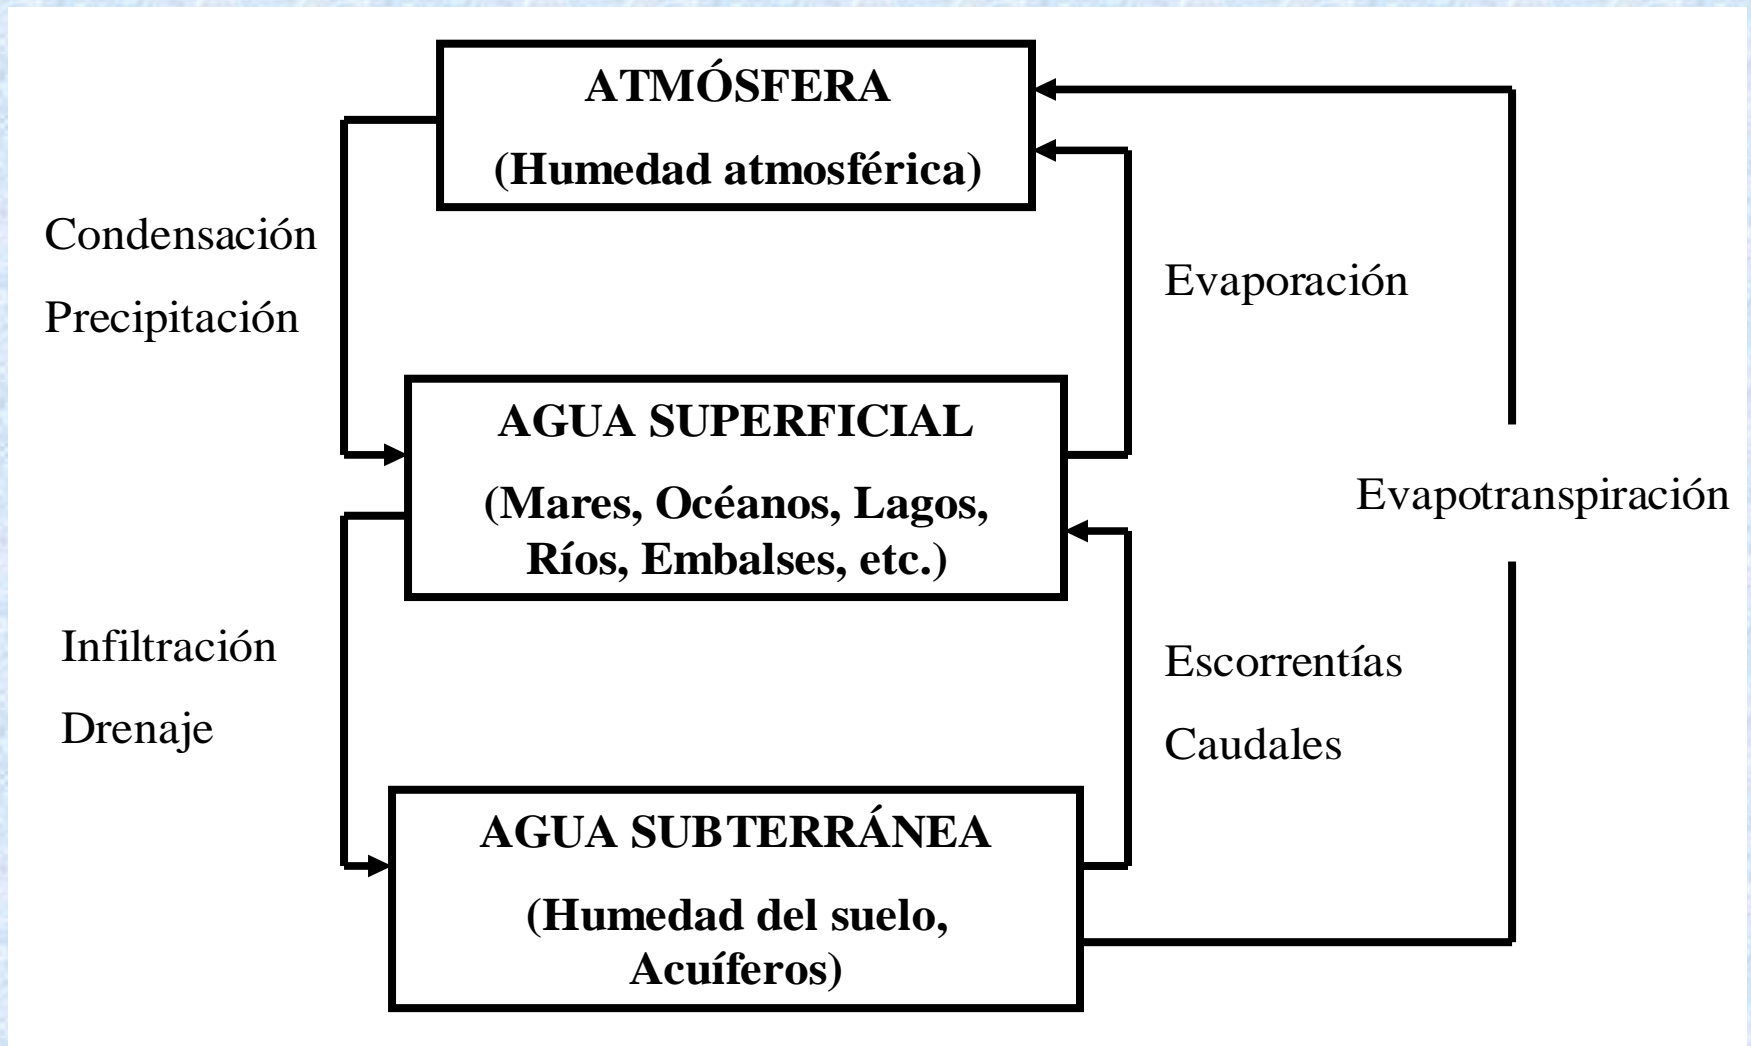 ATMÓSFERA
(Humedad atmosférica)
Condensación
Precipitación
Evaporación
AGUA SUPERFICIAL
(Mares, Océanos, Lagos,
Ríos, Embalses, etc.)
Evapotranspiración
Infiltración
Drenaje
Escorrentías
Caudales
AGUA SUBTERRÁNEA
(Humedad del suelo,
Acuíferos)